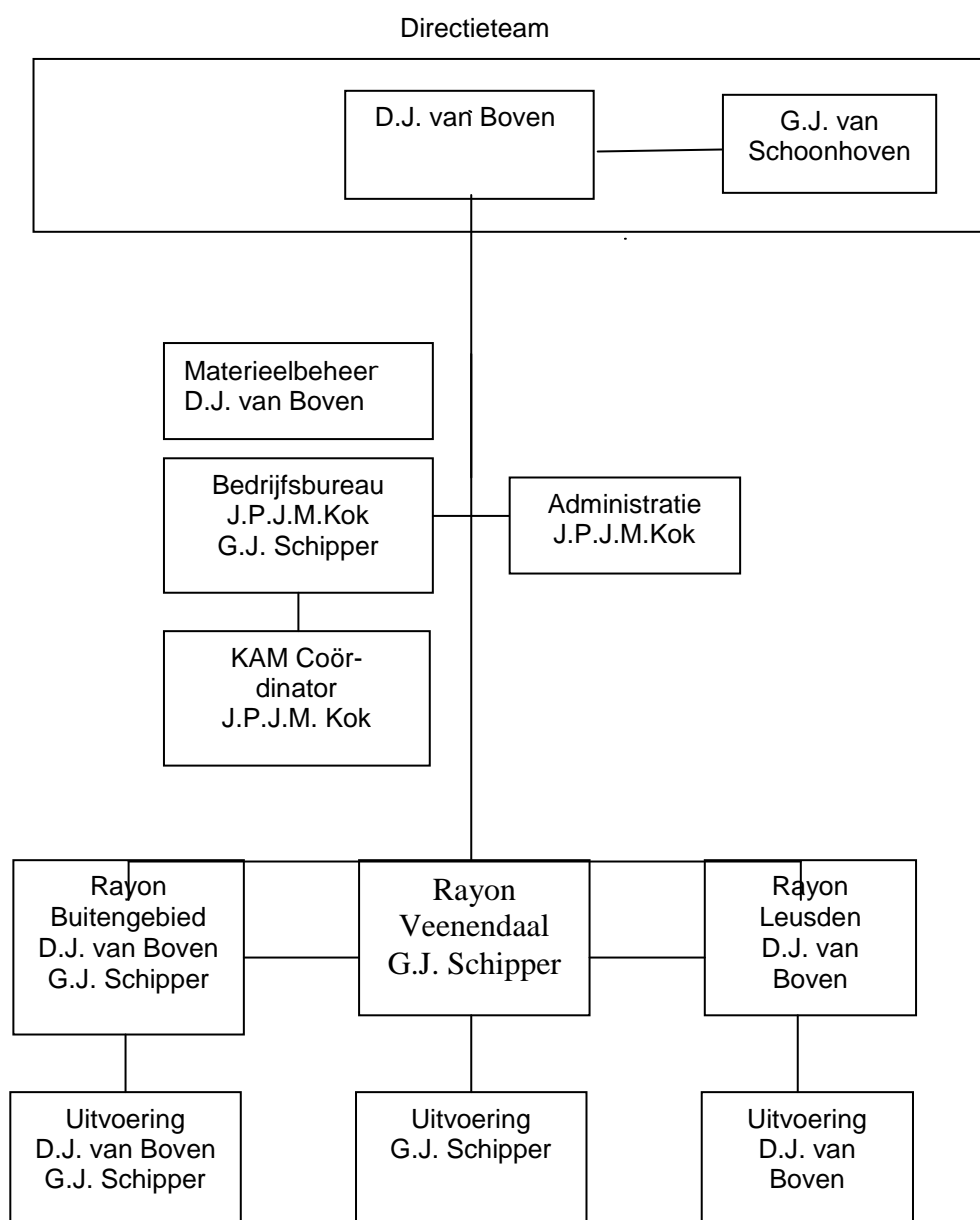 Directieteam
D.J. van Boven
G.J. van
Schoonhoven
Materieelbeheer
D.J. van Boven
Bedrijfsbureau
J.P.J.M.Kok
G.J. Schipper
Administratie
J.P.J.M.Kok
KAM Coör-
dinator
J.P.J.M. Kok
Rayon
Buitengebied
D.J. van Boven
G.J. Schipper
Rayon
Veenendaal
G.J. Schipper
Rayon
Leusden
D.J. van
Boven
Uitvoering
D.J. van Boven
G.J. Schipper
Uitvoering
G.J. Schipper
Uitvoering
D.J. van
Boven